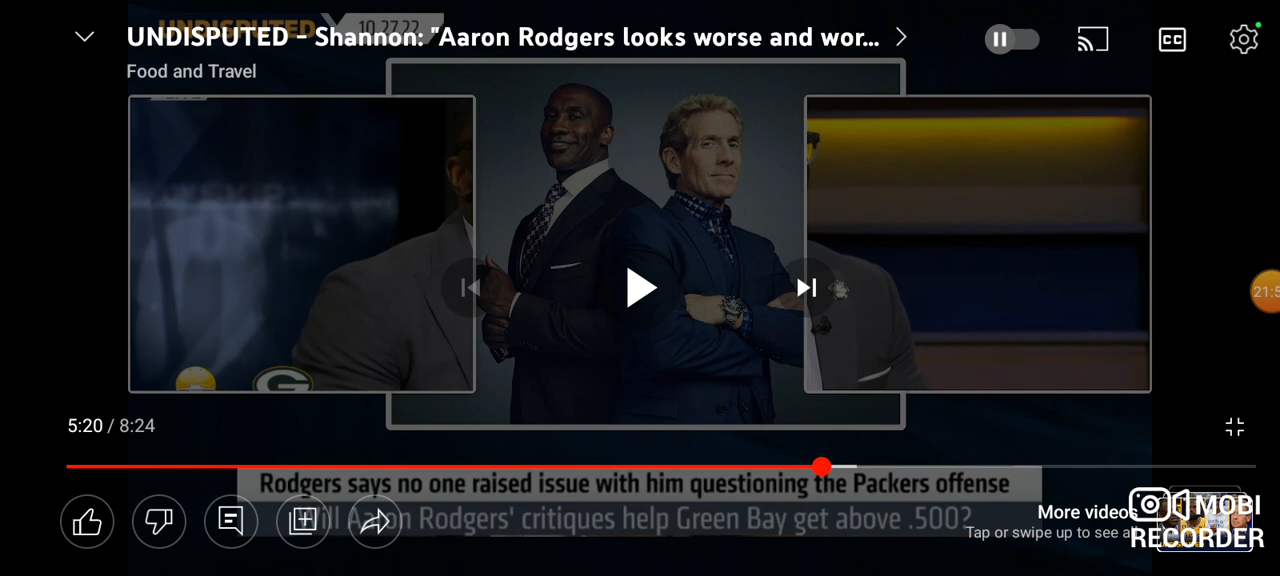 UNDISPUTED
10.27.22
UNDISPUTED - Shannon: "Aaron Rodgers looks worse and wor...
Food and Travel
CC
G
21:5
5:20 / 8:24
Rodgers says no one raised issue with him questioning the Packers offense
Will Aaron Rodgers' critiques help Green Bay get above .500?
More videos
Tap or swipe up to see a
MOBI
RECORDER